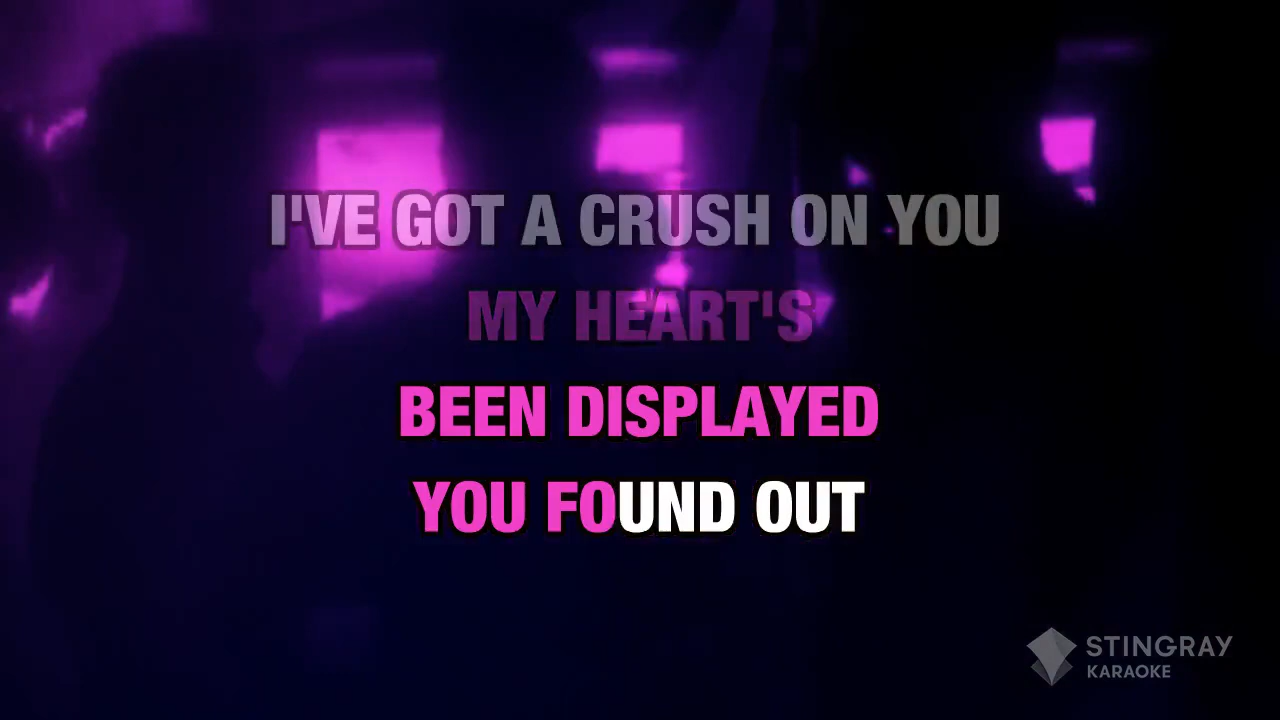 I'VE GOT A CRUSH ON YOU
MY HEART'S
BEEN DISPLAYED
YOU FOUND OUT
STINGRAY
KARAOKE